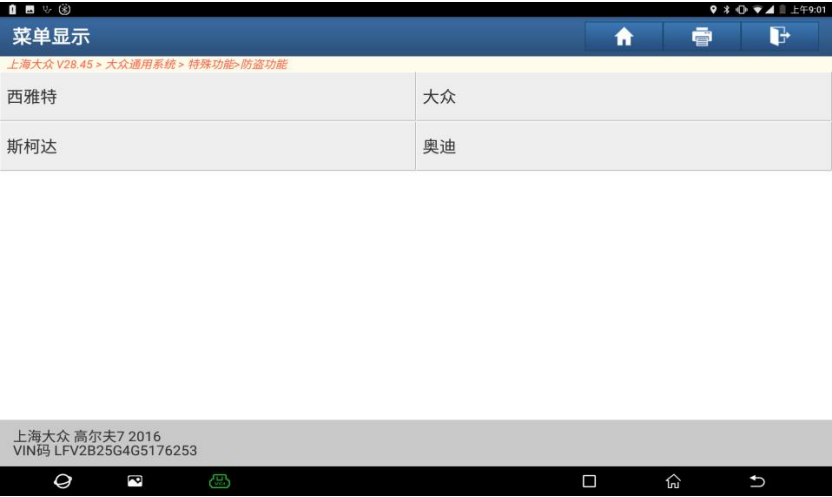 上午9:01
菜单显示
上海大众 V28.45 > 大众通用系统 > 特殊功能>防盗功能
西雅特
大众
斯柯达
奥迪
上海大众 高尔夫7 2016
VIN码 LFV2B25G4G5176253